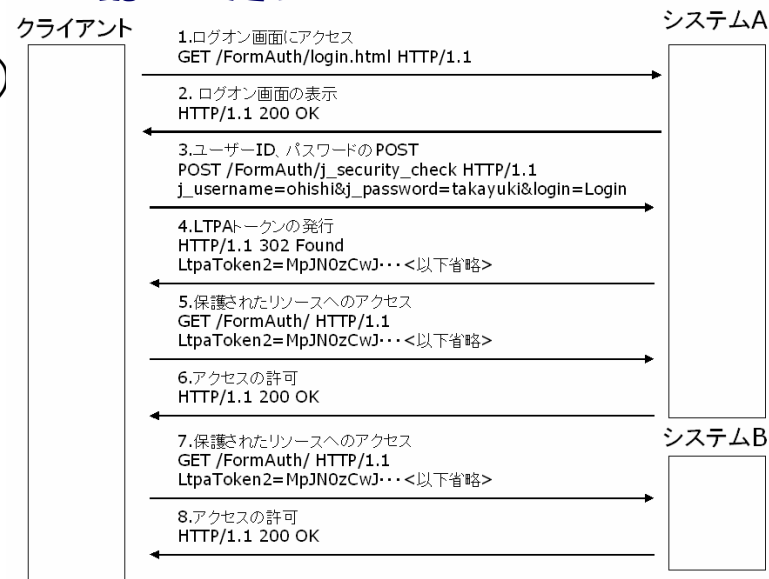 クライアント
システムA
1.ログオン画面にアクセス
GET /FormAuth/login.html HTTP/1.1
2. ログオン画面の表示
HTTP/1.1 200 OK
3.ユーザーID、パスワードのPOST
POST /FormAuth/j_security_check HTTP/1.1
j_username=ohishi&j_password=takayuki&login=Login
4.LTPAトークンの発行
HTTP/1.1 302 Found
LtpaToken2=MpJN0zCwJ・・・<以下省略>
5.保護されたリソースへのアクセス
GET /FormAuth/ HTTP/1.1
LtpaToken2=MpJN0zCwJ・・・<以下省略>
6.アクセスの許可
HTTP/1.1 200 OK
システムB
7.保護されたリソースへのアクセス
GET /FormAuth/ HTTP/1.1
LtpaToken2=MpJN0zCwJ・・・<以下省略>
8.アクセスの許可
HTTP/1.1 200 OK